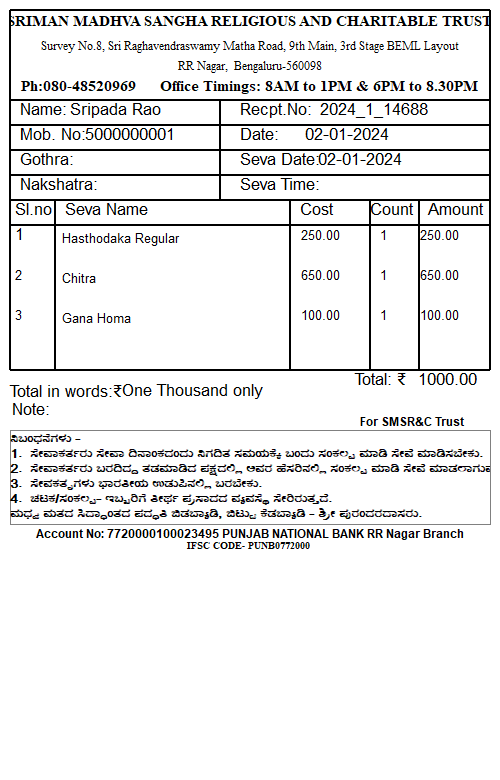 SRIMAN MADHVA SANGHA RELIGIOUS AND CHARITABLE TRUST
Survey No.8, Sri Raghavendraswamy Matha Road, 9th Main, 3rd Stage BEML Layout
RR Nagar, Bengaluru-560098
Ph:080-48520969 Office Timings: 8AM to 1PM & 6PM to 8.30PM
Name: Sripada Rao Recpt.No: 2024_1_14688
Mob. No:5000000001 Date: 02-01-2024
Gothra: Seva Date:02-01-2024
Nakshatra: Seva Time:
Sl.no Seva Name Cost Count Amount
1 Hasthodaka Regular 250.00 1 250.00
2 Chitra 650.00 1 650.00
3 Gana Homa 100.00 1 100.00
Total: ₹ 1000.00
Total in words:₹One Thousand only
Note:
For SMSR&C Trust
ನಿಬಂಧನೆಗಳು –
1. ಸೇವಾಕರ್ತರು ಸೇವಾ ದಿನಾಂಕದಂದು ನಿಗದಿತ ಸಮಯಕ್ಕೆ ಬಂದು ಸಂಕಲ್ಪ ಮಾಡಿ ಸೇವೆ ಮಾಡಿಸಬೇಕು.
2. ಸೇವಾಕರ್ತರು ಬರದಿದ್ದ ತಡಮಾಡಿದ ಪಕ್ಷದಲ್ಲಿ ಅವರ ಹೆಸರಿನಲ್ಲಿ ಸಂಕಲ್ಪ ಮಾಡಿ ಸೇವೆ ಮಾಡಲಾಗುವ
3. ಸೇವಕತೃಗಳು ಭಾರತೀಯ ಉಡುಪಿನಲ್ಲಿ ಬರಬೇಕು.
4. ಚಟಕ/ಸಂಕಲ್ಪ– ಇಬ್ಬರಿಗೆ ತೀರ್ಥ ಪ್ರಸಾದದ ವ್ಯವಸ್ಥೆ ಸೇರಿರುತ್ತದೆ.
ಮಧ್ವ ಮತದ ಸಿದ್ಧಾಂತದ ಪದ್ಧತಿ ಬಿಡಬ್ಯಾಡಿ, ಬಿಟ್ಟು ಕೆಡಬ್ಯಾಡಿ – ಶ್ರೀ ಪುರಂದರದಾಸರು.
Account No: 7720000100023495 PUNJAB NATIONAL BANK RR Nagar Branch
IFSC CODE- PUNB0772000